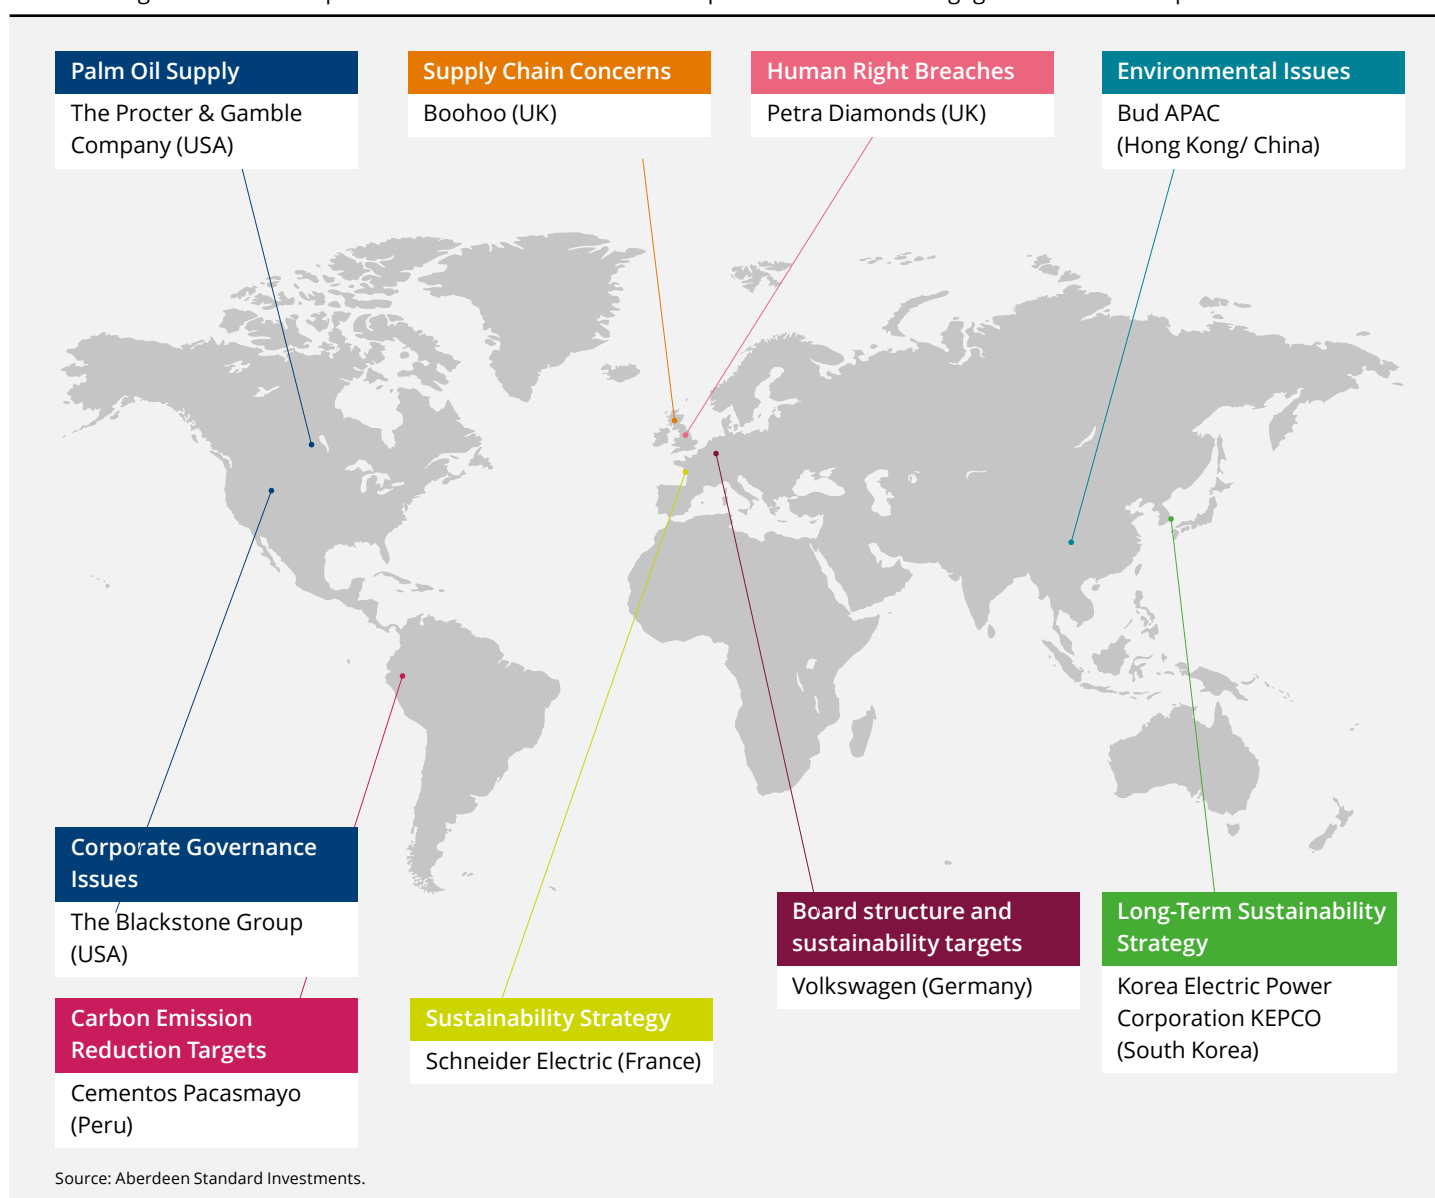 Palm Oil Supply
The Procter & Gamble
Company (USA)
Supply Chain Concerns
Boohoo (UK)
Human Right Breaches
Petra Diamonds (UK)
Environmental Issues
Bud APAC
(Hong Kong/ China)
Corporate Governance
Issues
The Blackstone Group
(USA)
Carbon Emission
Reduction Targets
Cementos Pacasmayo
(Peru)
Sustainability Strategy
Schneider Electric (France)
Board structure and
sustainability targets
Volkswagen (Germany)
Long-Term Sustainability
Strategy
Korea Electric Power
Corporation KEPCO
(South Korea)
Source: Aberdeen Standard Investments.